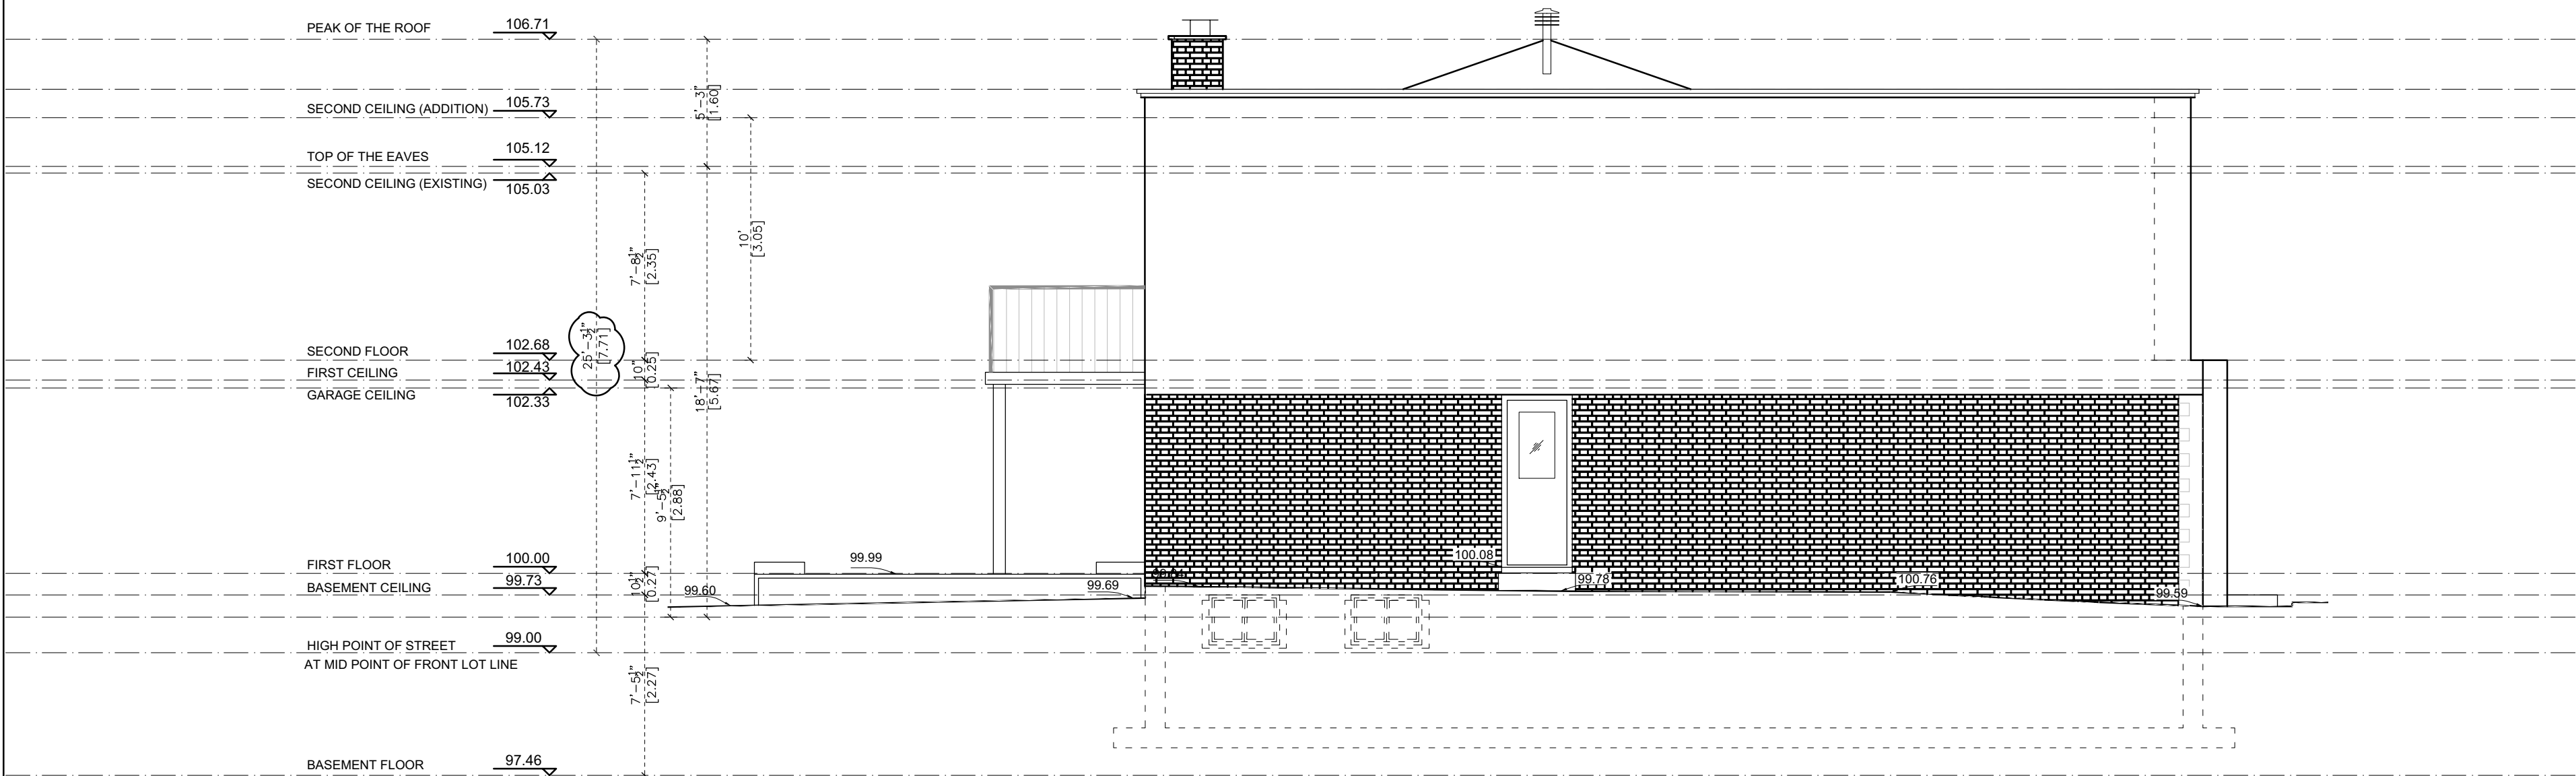 PEAK OF THE ROOF 106.71
SECOND CEILING (ADDITION) 105.73
TOP OF THE EAVES 105.12
SECOND CEILING (EXISTING) 105.03
SECOND FLOOR 102.68
FIRST CEILING 102.43
GARAGE CEILING 102.33
FIRST FLOOR 100.00
BASEMENT CEILING 99.73
HIGH POINT OF STREET 99.00
AT MID POINT OF FRONT LOT LINE
BASEMENT FLOOR 97.46
25'-3½"
[7.71]
7'-8½"
[2.35]
10"
[0.25]
7'-11½"
[2.43]
10½"
[0.27]
7'-5½"
[2.27]
9'-5½"
[2.88]
5'-3"
[1.60]
18'-7"
[5.67]
10'
[3.05]
99.60
99.99
99.69
100.08
99.78
100.76
99.59